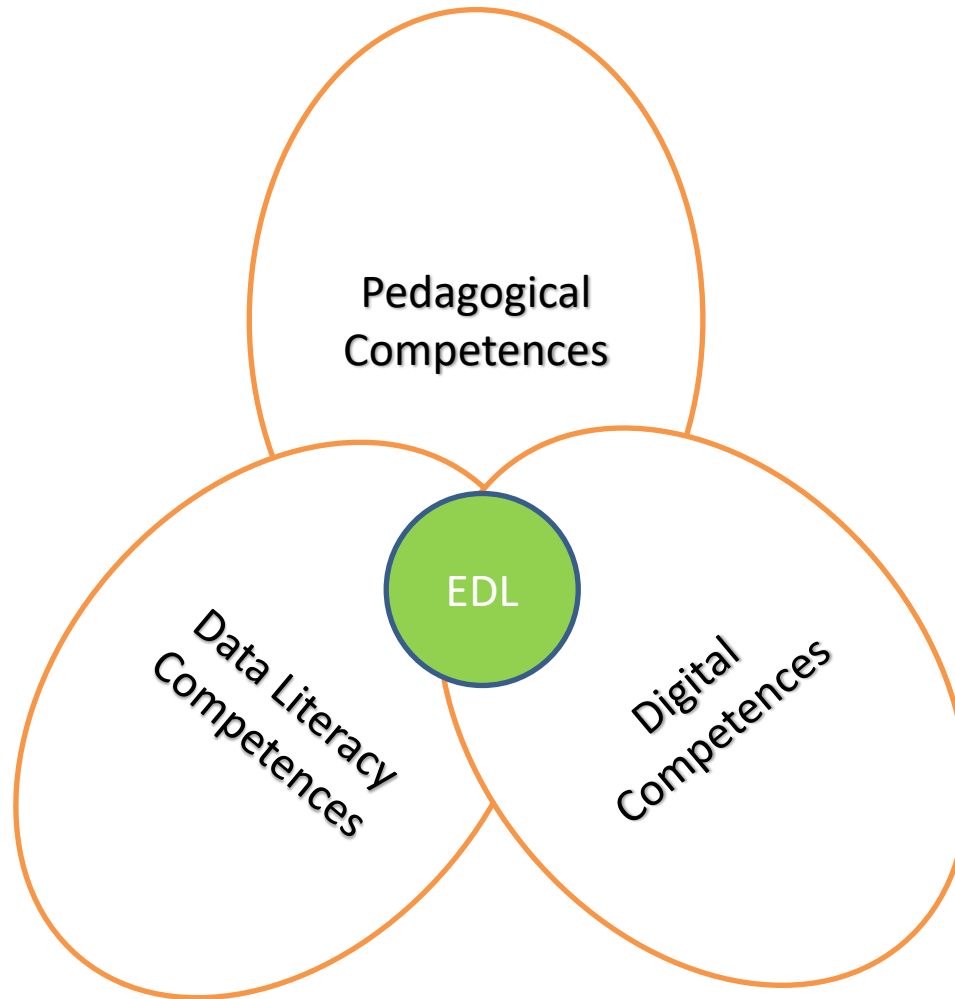 Pedagogical
Competences
EDL
Data Literacy
Competences
Digital
Competences